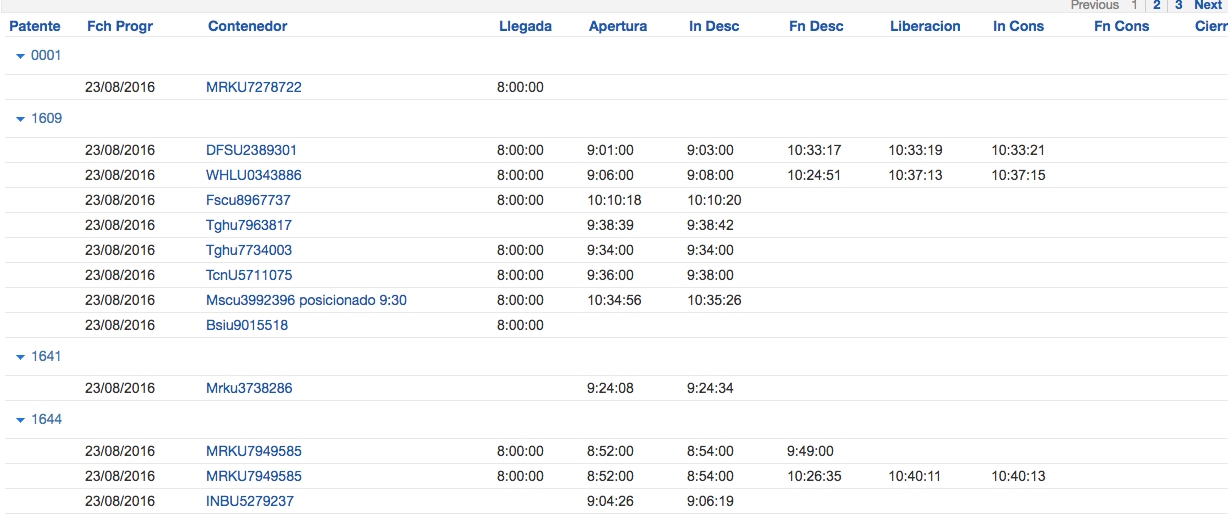 Previous 1 2 3 Next
Patente Fch Progr Contenedor Llegada Apertura In Desc Fn Desc Liberacion In Cons Fn Cons Cierr
0001
23/08/2016 MRKU7278722 8:00:00
1609
23/08/2016 DFSU2389301 8:00:00 9:01:00 9:03:00 10:33:17 10:33:19 10:33:21
23/08/2016 WHLU0343886 8:00:00 9:06:00 9:08:00 10:24:51 10:37:13 10:37:15
23/08/2016 Fscu8967737 8:00:00 10:10:18 10:10:20
23/08/2016 Tghu7963817 9:38:39 9:38:42
23/08/2016 Tghu7734003 8:00:00 9:34:00 9:34:00
23/08/2016 TcnU5711075 8:00:00 9:36:00 9:38:00
23/08/2016 Mscu3992396 posicionado 9:30 8:00:00 10:34:56 10:35:26
23/08/2016 Bsiu9015518 8:00:00
1641
23/08/2016 Mrku3738286 9:24:08 9:24:34
1644
23/08/2016 MRKU7949585 8:00:00 8:52:00 8:54:00 9:49:00
23/08/2016 MRKU7949585 8:00:00 8:52:00 8:54:00 10:26:35 10:40:11 10:40:13
23/08/2016 INBU5279237 9:04:26 9:06:19